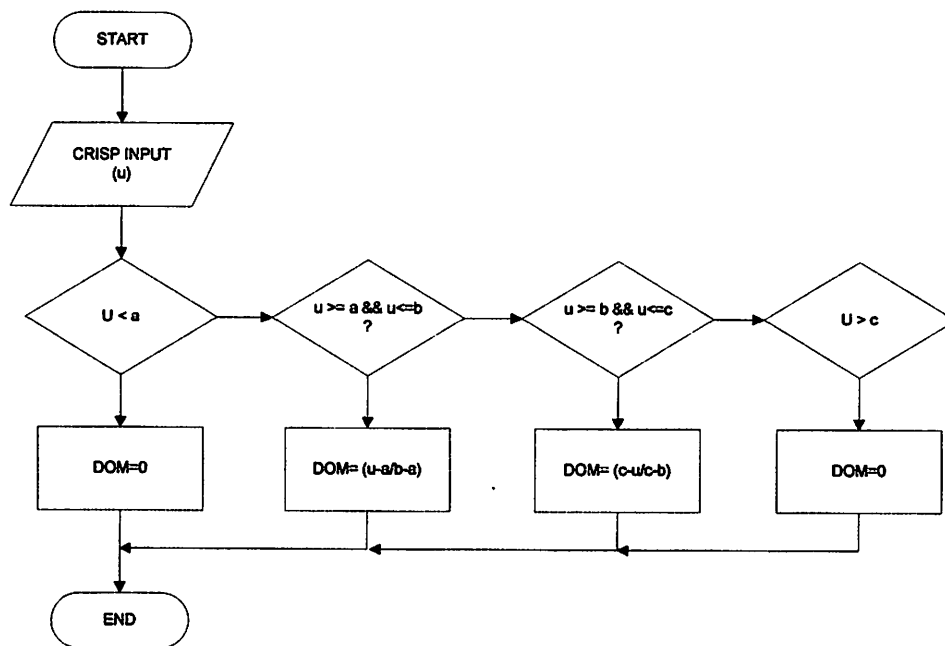 START
CRISP INPUT
(u)
U < a
u >= a && u<=b
?
u >= b && u<=c
?
U > c
DOM=0
DOM= (u-a/b-a)
DOM= (c-u/c-b)
DOM=0
END